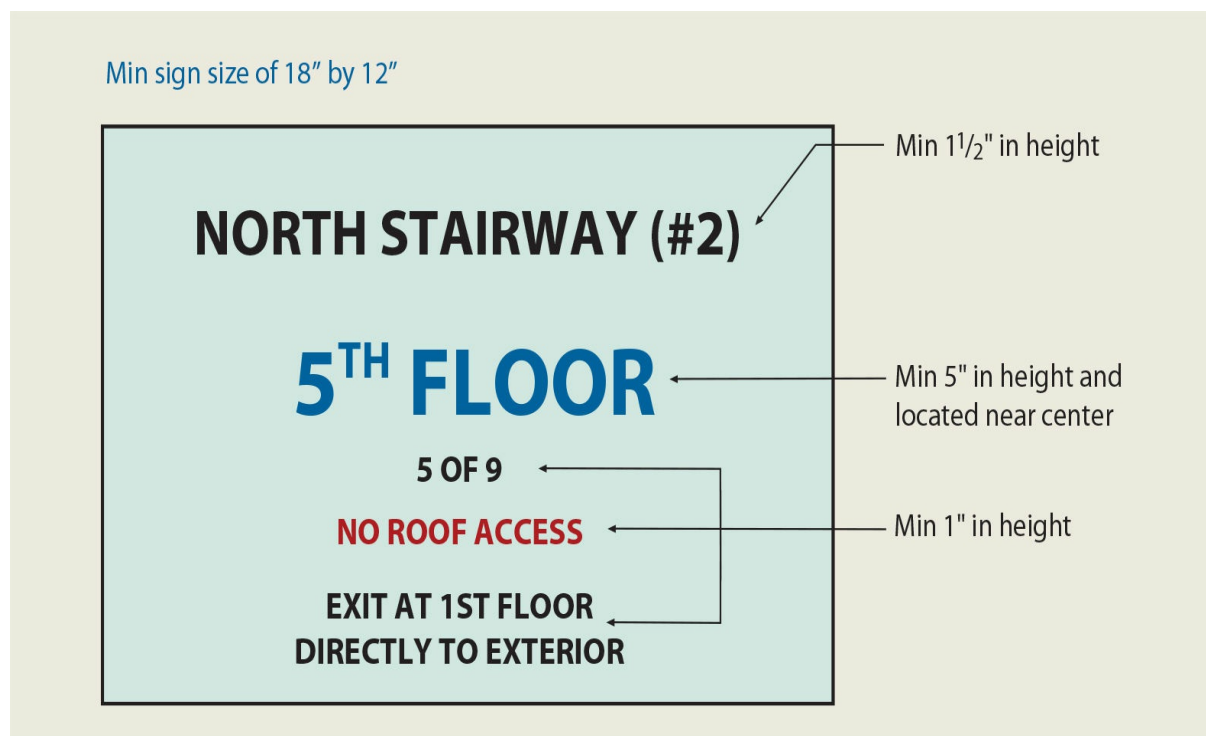 Min sign size of 18” by 12”
Min 1 1/2" in height
NORTH STAIRWAY (#2)
5TH FLOOR
Min 5" in height and
located near center
5 OF 9
NO ROOF ACCESS
Min 1" in height
EXIT AT 1ST FLOOR
DIRECTLY TO EXTERIOR